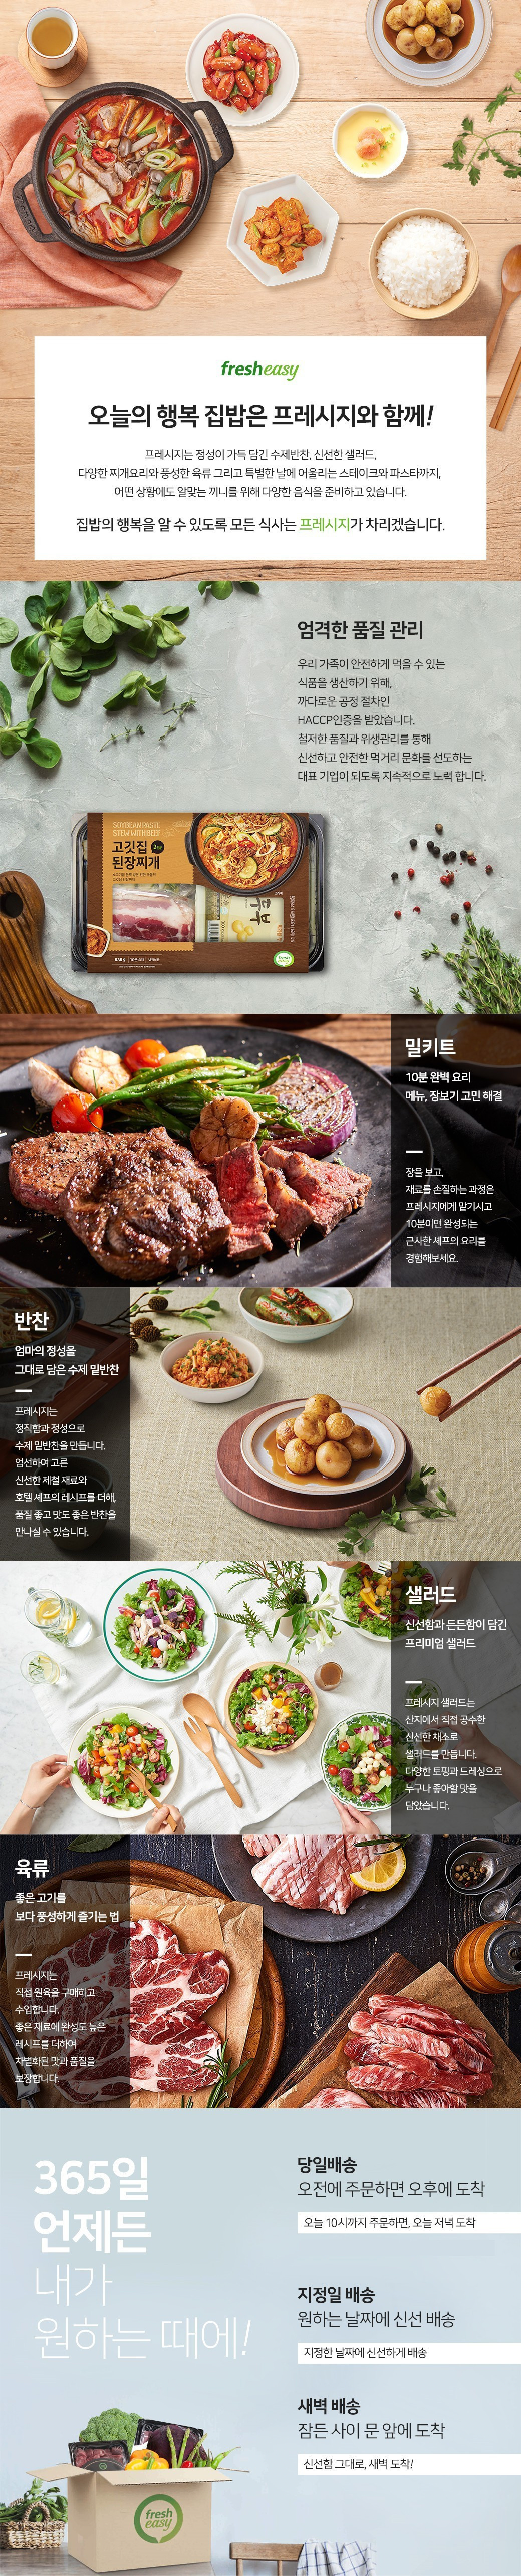 fresheasy
오늘의 행복 집밥은 프레시지와 함께!
프레시지는 정성이 가득 담긴 수제반찬, 신선한 샐러드,
다양한 찌개요리와 풍성한 육류 그리고 특별한 날에 어울리는 스테이크와 파스타까지,
어떤 상황에도 알맞는 끼니를 위해 다양한 음식을 준비하고 있습니다.
집밥의 행복을 알 수 있도록 모든 식사는 프레시지가 차리겠습니다.
엄격한 품질 관리
우리 가족이 안전하게 먹을 수 있는
식품을 생산하기 위해,
까다로운 공정 절차인
HACCP인증을 받았습니다.
철저한 품질과 위생관리를 통해
신선하고 안전한 먹거리 문화를 선도하는
대표 기업이 되도록 지속적으로 노력 합니다.
SOYBEAN PASTE
STEW WITH BEEF
고깃집
된장찌개
밀키트
10분 완벽 요리
메뉴, 장보기 고민 해결
장을 보고,
재료를 손질하는 과정은
프레시지에게 맡기시고
10분이면 완성되는
근사한 셰프의 요리를
경험해보세요.
반찬
엄마의 정성을
그대로 담은 수제 밑반찬
프레시지는
정직함과 정성으로
수제 밑반찬을 만듭니다.
엄선하여 고른
신선한 제철 재료와
호텔 셰프의 레시프를 더해,
품질 좋고 맛도 좋은 반찬을
만나실 수 있습니다.
샐러드
신선함과 든든함이 담긴
프리미엄 샐러드
프레시지 샐러드는
산지에서 직접 공수한
신선한 채소로
샐러드를 만듭니다.
다양한 토핑과 드레싱으로
누구나 좋아할 맛을
담았습니다.
육류
좋은 고기를
보다 풍성하게 즐기는 법
프레시지는
직접 원육을 구매하고
수입합니다.
좋은 재료에 완성도 높은
레시프를 더하여
차별화된 맛과 품질을
보장합니다.
365일
언제든
내가
원하는 때에!
당일배송
오전에 주문하면 오후에 도착
오늘 10시까지 주문하면, 오늘 저녁 도착
지정일 배송
원하는 날짜에 신선 배송
지정한 날짜에 신선하게 배송
새벽 배송
잠든 사이 문 앞에 도착
신선함 그대로, 새벽 도착!
fresh
easy